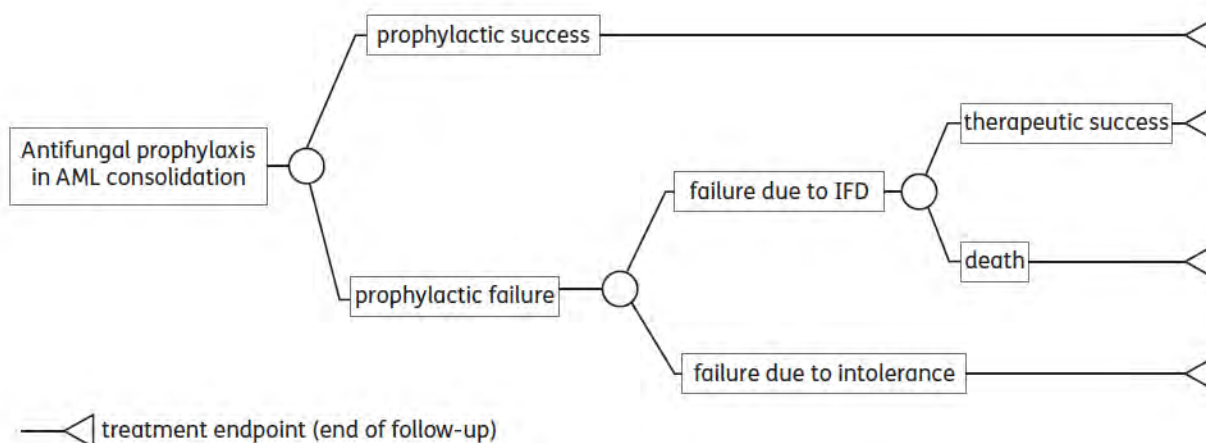 prophylactic success
therapeutic success
Antifungal prophylaxis
in AML consolidation
failure due to IFD
death
prophylactic failure
failure due to intolerance
treatment endpoint (end of follow-up)